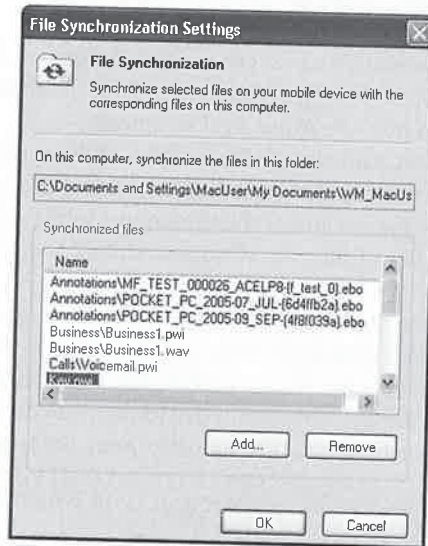 File Synchronization Settings
File Synchronization
Synchronize selected files on your mobile device with the
corresponding files on this computer.
On this computer, synchronize the files in this folder:
C:\Documents and Settings\MacUser\My Documents\WM_MacUs
Synchronized files
Name
Annotations\MF_TEST_000026_ACELP8-{f_test_0}.ebo
Annotations\POCKET_PC_2005-07_JUL-{6d4ffb2a}.ebo
Annotations\POCKET_PC_2005-09_SEP-{4f8f039a}.ebo
Business\Business1.pwi
Business\Business1.wav
Calls\Voicemail.pwi
Add...
Remove
OK
Cancel